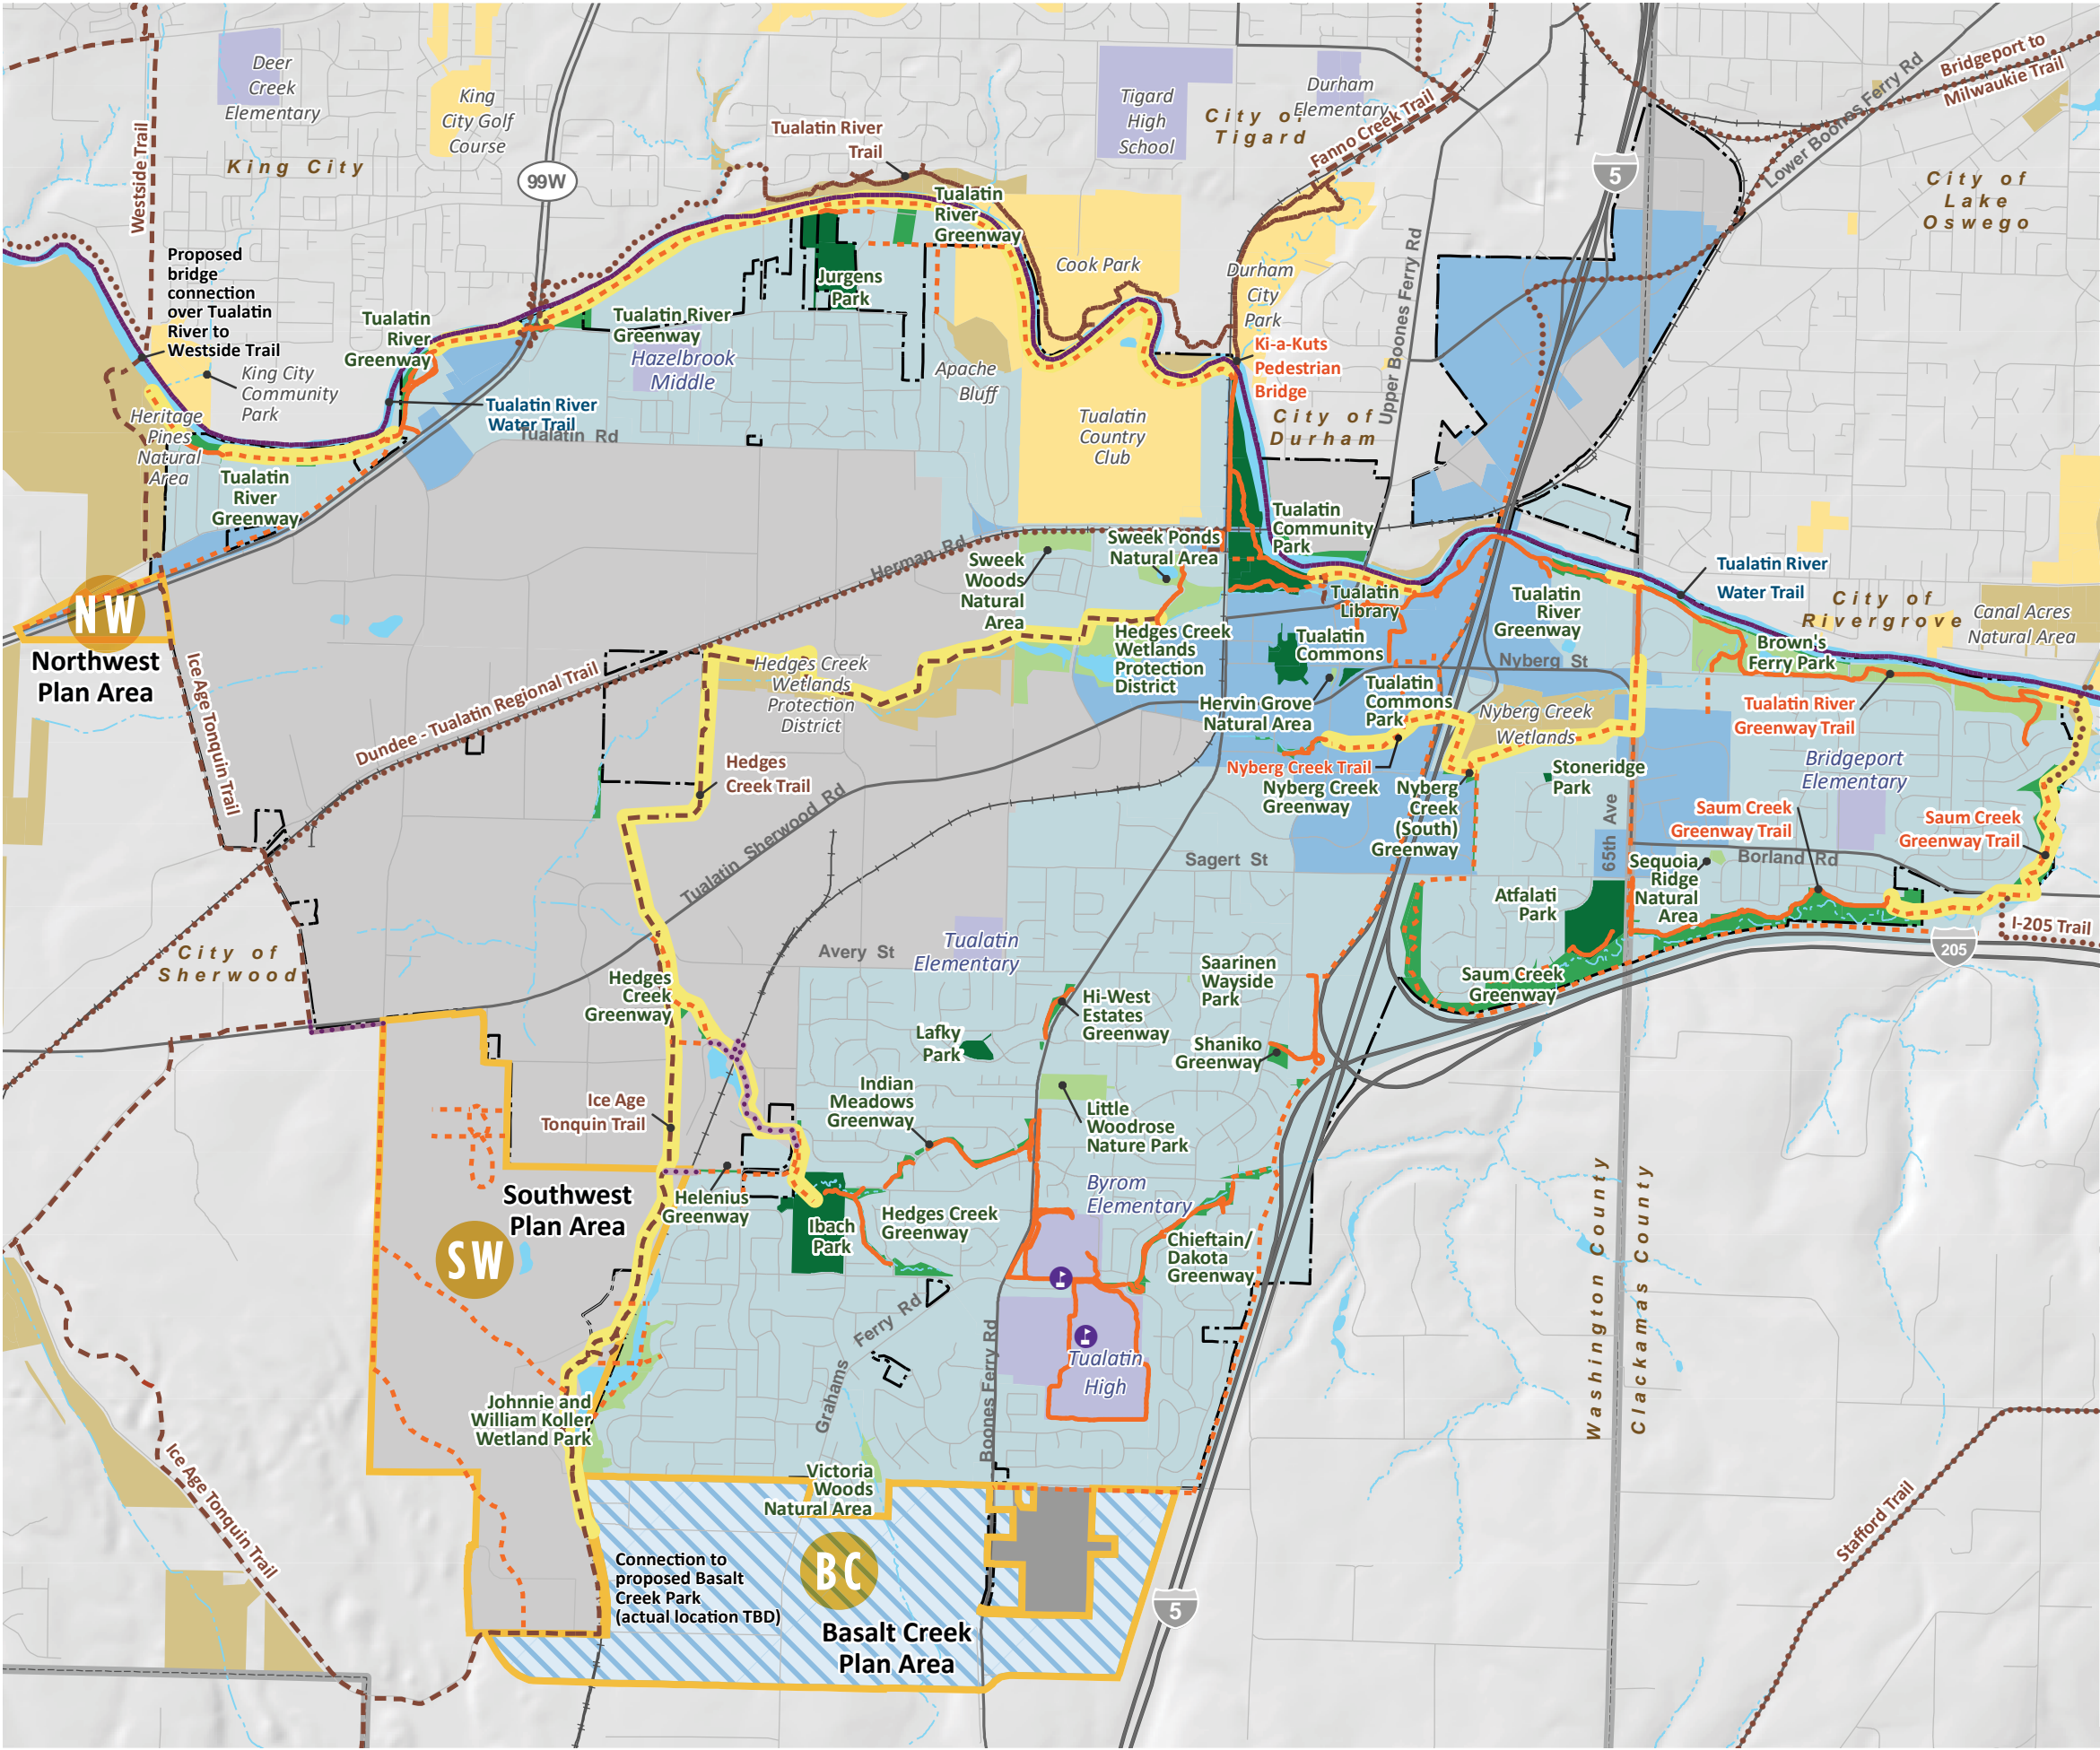 Deer
Creek
Elementary
King
City Golf
Course
King City
Westside Trail
99W
Tualatin River
Trail
Tigard
High
School
City of
Tigard
Durham
Elementary
Fanno Creek Trail
5
Bridgeport to
Milwaukie Trail
Lower Boones Ferry Rd
City of
Lake
Oswego
Proposed
bridge
connection
over Tualatin
River to
Westside Trail
King City
Community
Park
Heritage
Pines
Natural
Area
Tualatin
River
Greenway
Tualatin
River
Greenway
Tualatin River
Water Trail
Tualatin Rd
Tualatin River
Greenway
Hazelbrook
Middle
Jurgens
Park
Tualatin
River
Greenway
Cook Park
Apache
Bluff
Tualatin
Country
Club
Durham
City
Park
Ki-a-Kuts
Pedestrian
Bridge
City of
Durham
Upper Boones Ferry Rd
Tualatin
Community
Park
NW
Northwest
Plan Area
Ice Age Tonquin Trail
Dundee - Tualatin Regional Trail
Herman Rd
Sweek
Woods
Natural
Area
Sweek Ponds
Natural Area
Hedges Creek
Wetlands
Protection
District
Hedges Creek
Wetlands
Protection
District
Tualatin
Library
Tualatin
Commons
Hervin Grove
Natural Area
Tualatin
Commons
Park
Nyberg St
Tualatin
River
Greenway
Tualatin River
Water Trail
City of
Rivergrove
Canal Acres
Natural Area
Brown's
Ferry Park
Tualatin River
Greenway Trail
Nyberg Creek
Wetlands
Nyberg Creek Trail
Nyberg Creek
Greenway
Nyberg
Creek
(South)
Greenway
Stoneridge
Park
Bridgeport
Elementary
65th Ave
Saum Creek
Greenway Trail
Saum Creek
Greenway Trail
Borland Rd
Sequoia
Ridge
Natural
Area
Atfalati
Park
Saum Creek
Greenway
I-205 Trail
205
Hedges
Creek Trail
Tualatin Sherwood Rd
Sagert St
City of
Sherwood
Avery St
Tualatin
Elementary
Hedges
Creek
Greenway
Saarinen
Wayside
Park
Hi-West
Estates
Greenway
Lafky
Park
Shaniko
Greenway
Indian
Meadows
Greenway
Little
Woodrose
Nature Park
Ice Age
Tonquin Trail
Southwest
Plan Area
SW
Helenius
Greenway
Ibach
Park
Hedges Creek
Greenway
Byrom
Elementary
Chieftain/
Dakota
Greenway
Grahams Ferry Rd
Boones Ferry Rd
Tualatin
High
Washington County
Clackamas County
Johnnie and
William Koller
Wetland Park
Victoria
Woods
Natural Area
Ice Age Tonquin Trail
Connection to
proposed Basalt
Creek Park
(actual location TBD)
BC
Basalt Creek
Plan Area
5
Stafford Trail